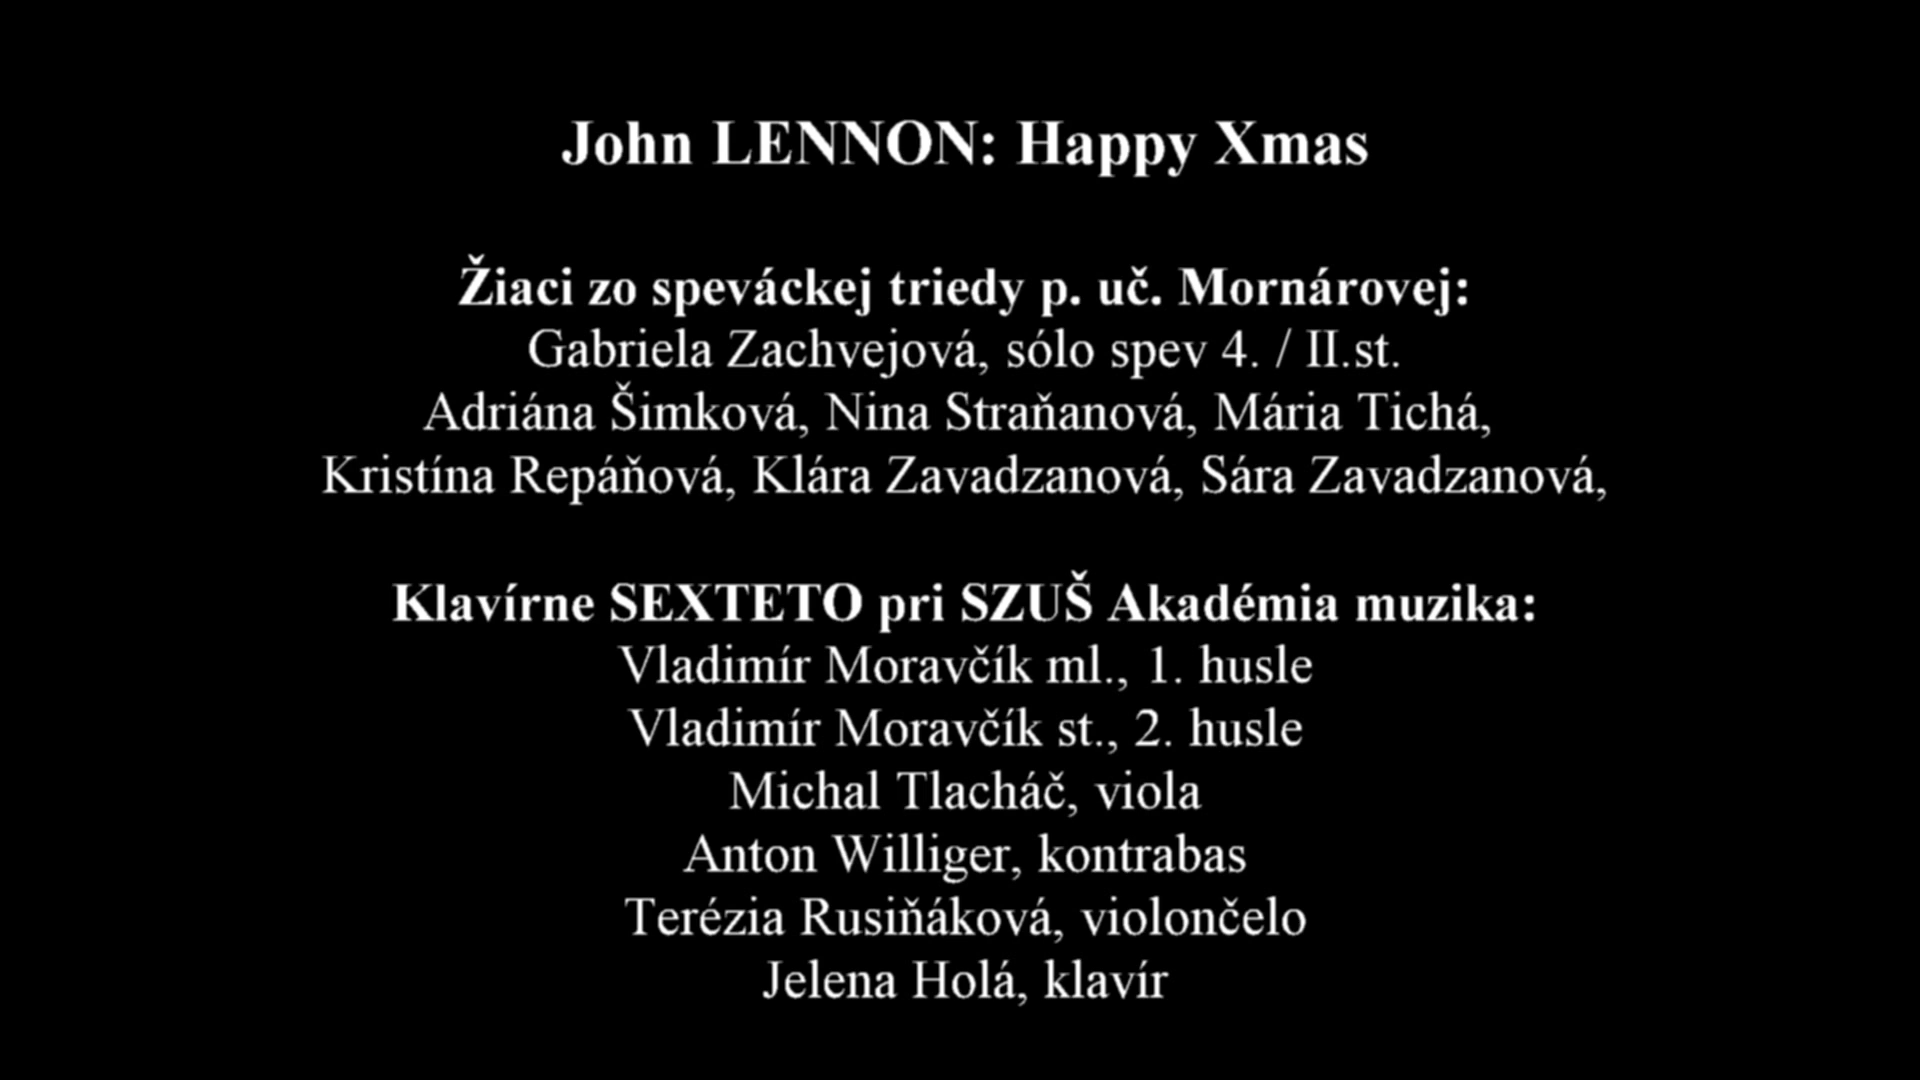 John LENNON: Happy Xmas
Žiaci zo speváckej triedy p. uč. Mornárovej:
Gabriela Zachvejová, sólo spev 4. / II.st.
Adriána Šimková, Nina Straňanová, Mária Tichá,
Kristína Repáňová, Klára Zavadzanová, Sára Zavadzanová,
Klavírne SEXTETO pri SZUŠ Akadémia muzika:
Vladimír Moravčík ml., 1. husle
Vladimír Moravčík st., 2. husle
Michal Tlacháč, viola
Anton Williger, kontrabas
Terézia Rusiňáková, violončelo
Jelena Holá, klavír